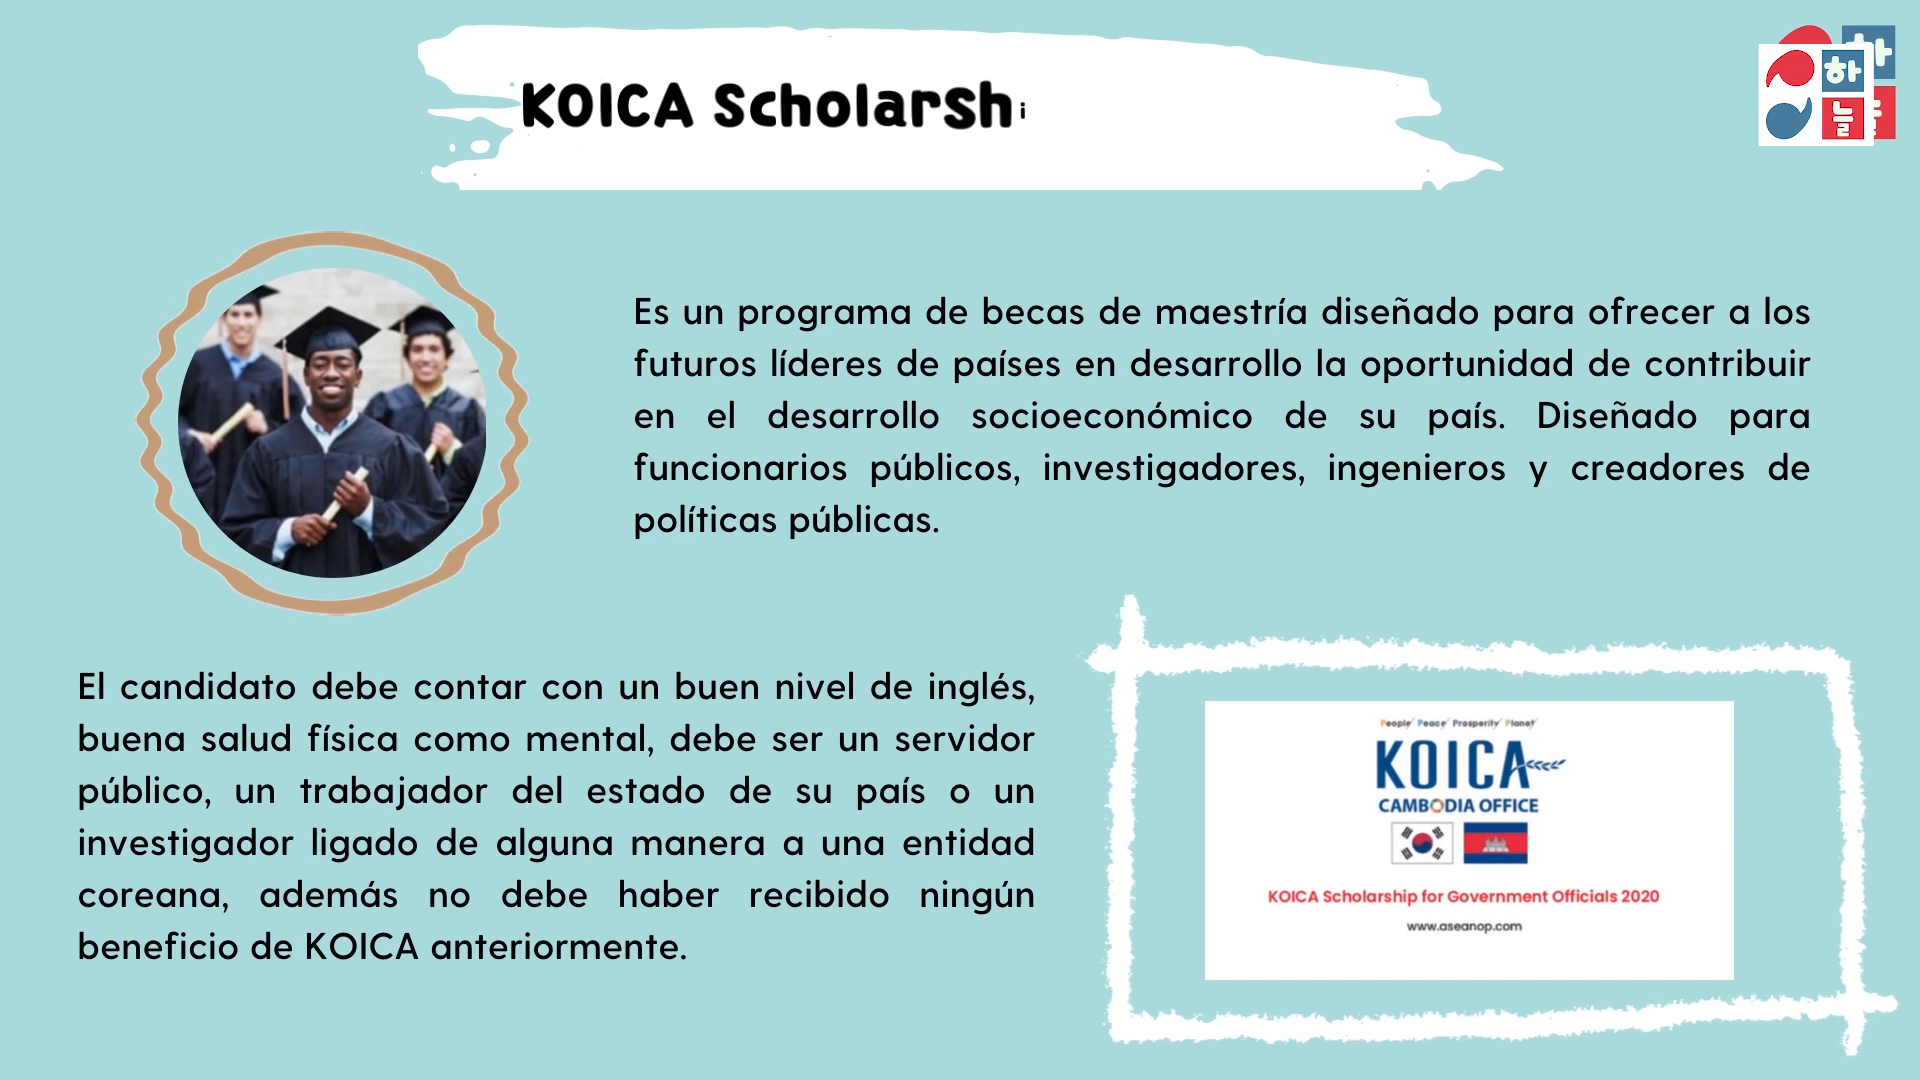 KOICA Scholarshi
하
늘
하
Es un programa de becas de maestría diseñado para ofrecer a los
futuros líderes de países en desarrollo la oportunidad de contribuir
en el desarrollo socioeconómico de su país. Diseñado para
funcionarios públicos, investigadores, ingenieros y creadores de
políticas públicas.
El candidato debe contar con un buen nivel de inglés,
buena salud física como mental, debe ser un servidor
público, un trabajador del estado de su país o un
investigador ligado de alguna manera a una entidad
coreana, además no debe haber recibido ningún
beneficio de KOICA anteriormente.
People Peace Prosperity Planet
KOICA
CAMBODIA OFFICE
KOICA Scholarship for Government Officials 2020
www.aseanop.com